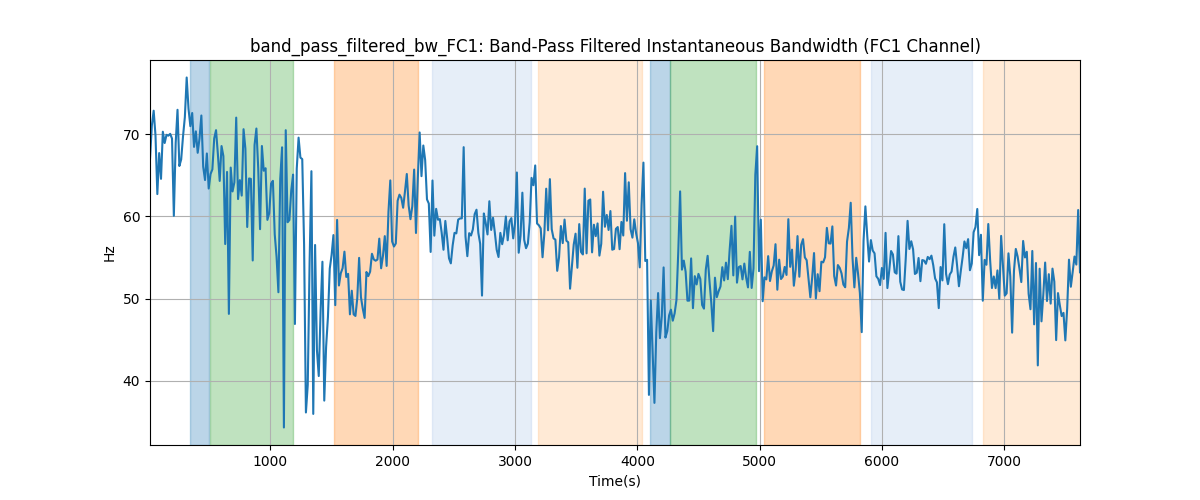 band_pass_filtered_bw_FC1: Band-Pass Filtered Instantaneous Bandwidth (FC1 Channel)
70
60
50
40
Hz
1000 2000 3000 4000 5000 6000 7000
Time(s)